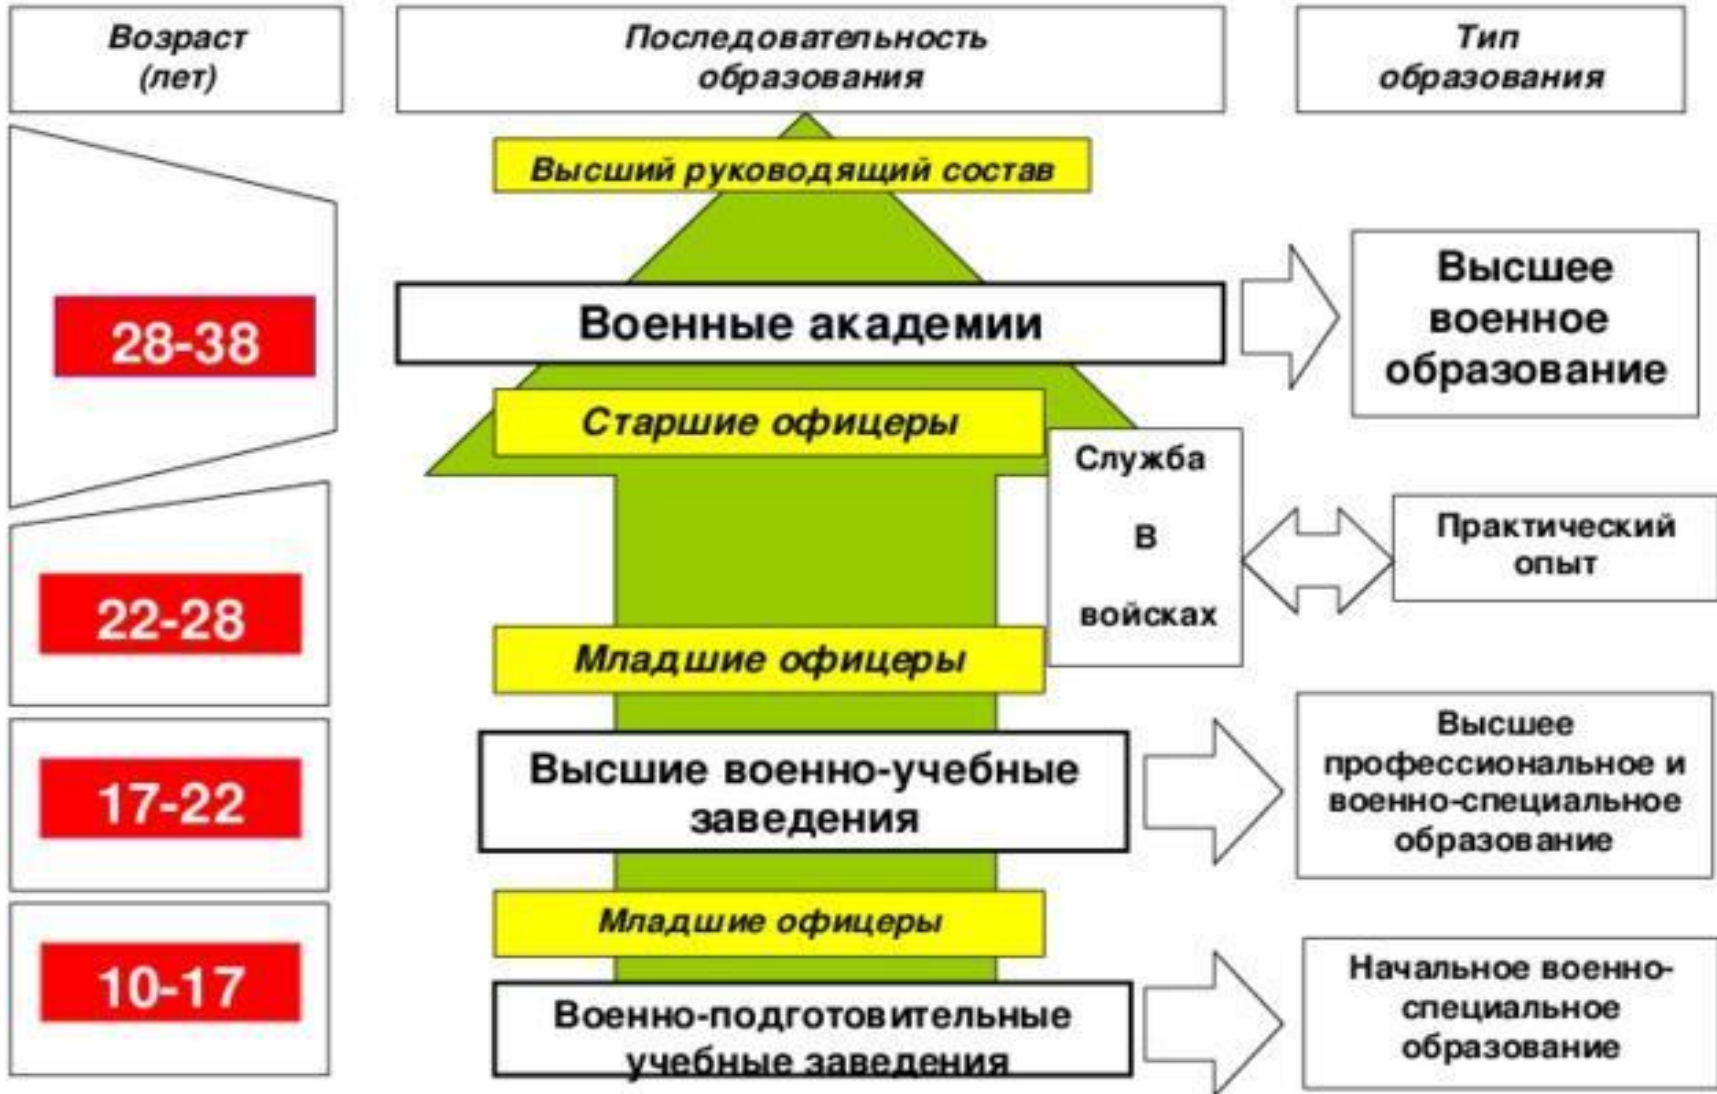 Возраст
(лет)
Последовательность
образования
Тип
образования
Высший руководящий состав
28-38
Военные академии
Высшее
военное
образование
Старшие офицеры
Служба
В
войсках
Практический
опыт
22-28
Младшие офицеры
17-22
Высшие военно-учебные
заведения
Высшее
профессиональное и
военно-специальное
образование
Младшие офицеры
10-17
Военно-подготовительные
учебные заведения
Начальное военно-
специальное
образование